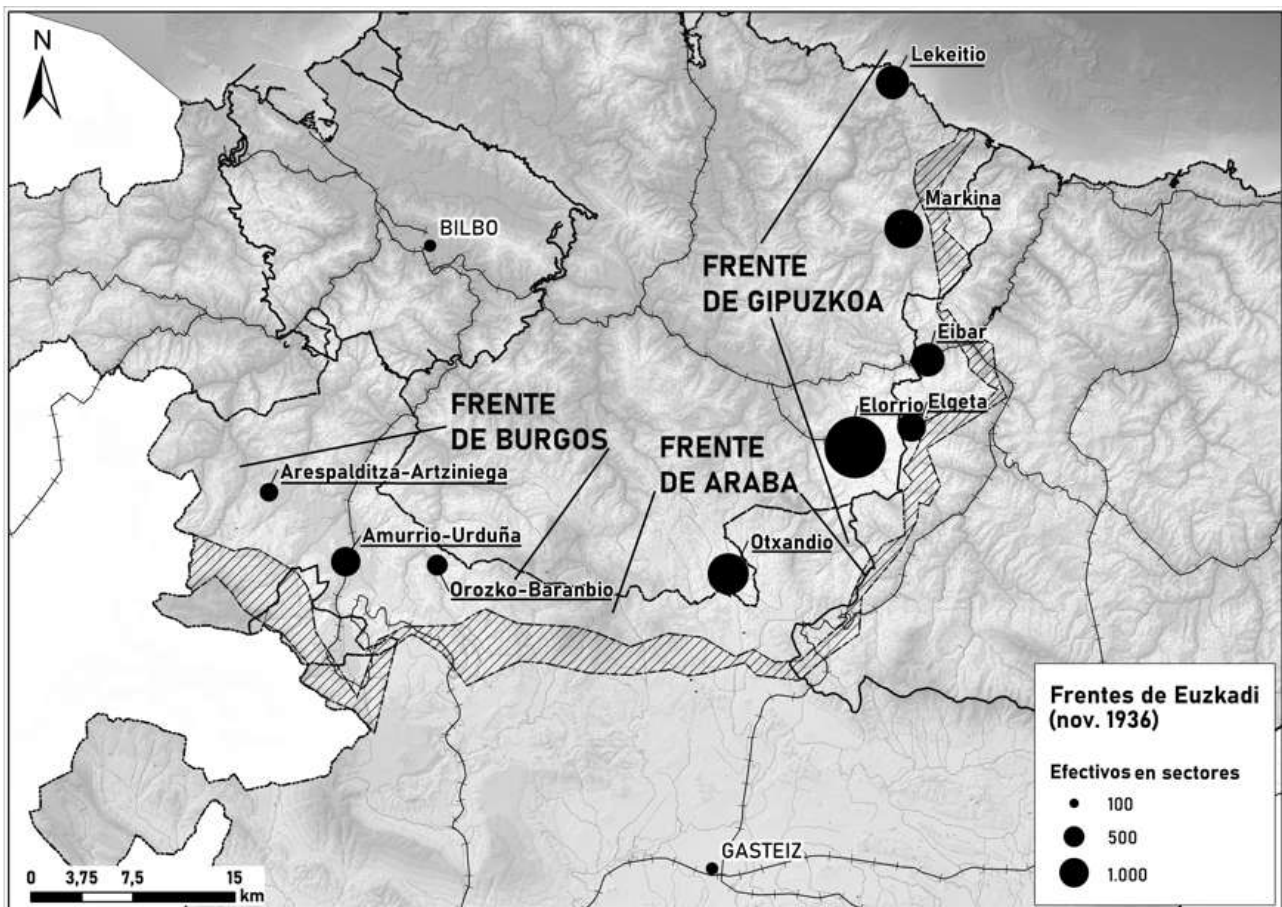 N
Lekeitio
Markina
BILBO
FRENTE
DE GIPUZKOA
Eibar
Elorrio
Elgeta
FRENTE
DE BURGOS
FRENTE
DE ARABA
Arespalditza-Artziniega
Amurrio-Urduña
Otxandio
Orozko-Baranbio
GASTEIZ
Frentes de Euzkadi
(nov. 1936)
Efectivos en sectores
100
500
1.000
0 3,75 7,5 15
km